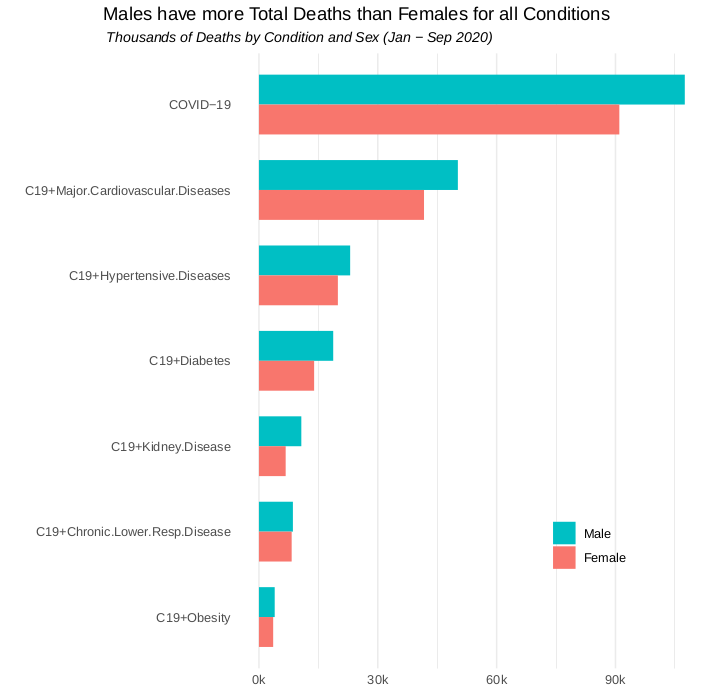 Males have more Total Deaths than Females for all Conditions
Thousands of Deaths by Condition and Sex (Jan − Sep 2020)
COVID−19
C19+Major.Cardiovascular.Diseases
C19+Hypertensive.Diseases
C19+Diabetes
C19+Kidney.Disease
C19+Chronic.Lower.Resp.Disease
Male
Female
C19+Obesity
0k 30k 60k 90k